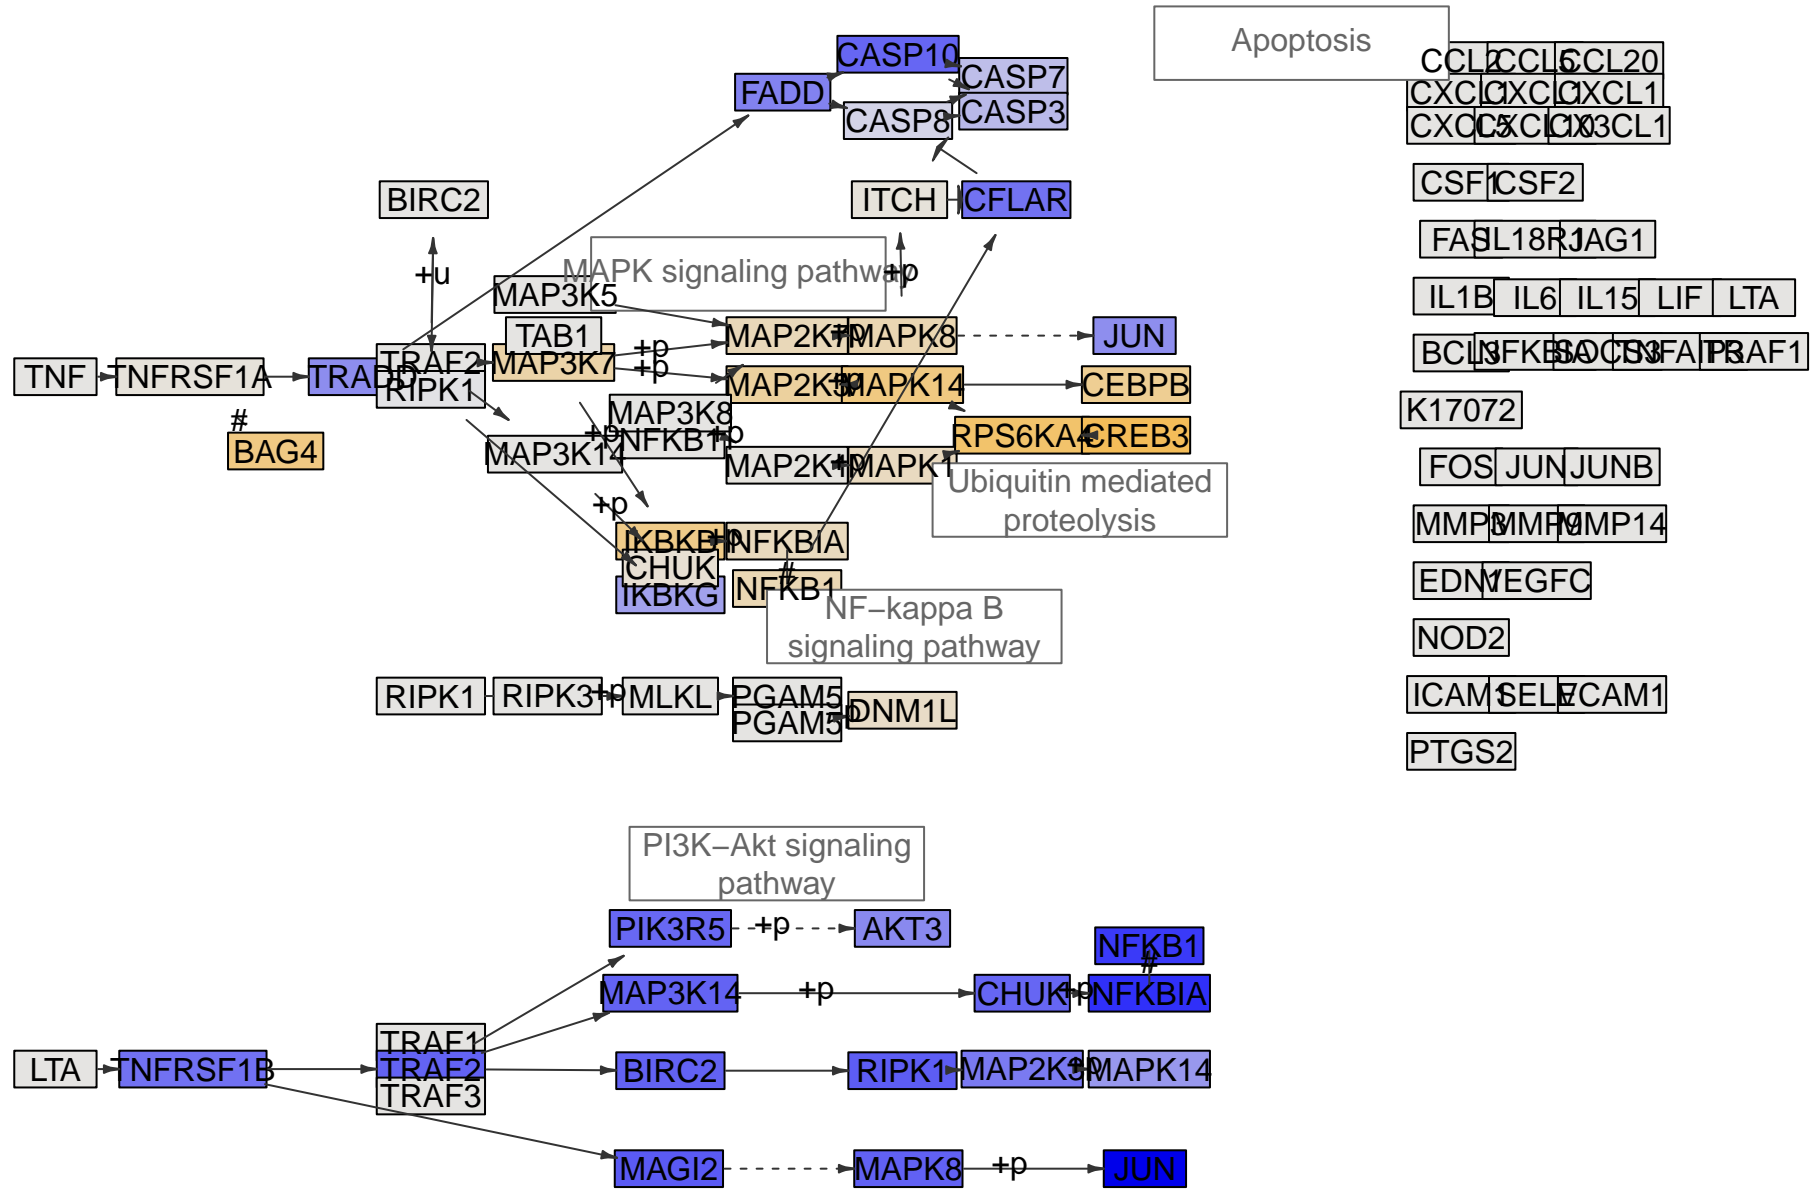 Apoptosis
CASP10
CASP7
FADD
CASP3
CASP8
CCL2
CCL5
CCL20
CXCL1
CXCL1
CXCL1
CXCL5
CXCL10
CX3CL1
BIRC2
ITCH
CFLAR
CSF1
CSF2
+u
MAPK signaling pathway
+p
FAS
IL18R1
JAG1
MAP3K5
TAB1
MAP2K7
+p
MAPK8
JUN
IL1B
IL6
IL15
LIF
LTA
TNF
TNFRSF1A
TRADD
TRAF2
RIPK1
MAP3K7
+p
+p
MAP2K3
+p
MAPK14
CEBPB
BCL3
NFKBIA
SOCS3
TNFAIP3
TRAF1
#
BAG4
MAP3K8
NFKB1
+p
+p
MAP3K14
MAP2K1
+p
MAPK1
RPS6KA4
CREB3
K17072
Ubiquitin mediated
proteolysis
FOS
JUN
JUNB
+p
IKBKB
+p
NFKBIA
CHUK
IKBKG
#
NFKB1
MMP3
MMP9
MMP14
NF−kappa B
signaling pathway
EDN1
VEGFC
NOD2
RIPK1
RIPK3
+p
MLKL
PGAM5
PGAM5
+p
DNM1L
ICAM1
SELE
VCAM1
PTGS2
PI3K−Akt signaling
pathway
PIK3R5
+p
AKT3
NFKB1
#
MAP3K14
+p
CHUK
+p
NFKBIA
LTA
TNFRSF1B
TRAF1
TRAF2
TRAF3
BIRC2
RIPK1
MAP2K3
+p
MAPK14
MAGI2
MAPK8
+p
JUN